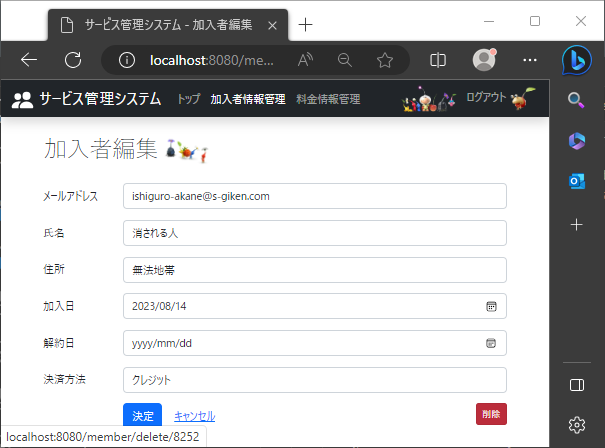 サービス管理システム - 加入者編集
localhost:8080/me...
サービス管理システム トップ 加入者情報管理 料金情報管理 ログアウト
加入者編集
メールアドレス ishiguro-akane@s-giken.com
氏名 消される人
住所 無法地帯
加入日 2023/08/14
解約日 yyyy/mm/dd
決済方法 クレジット
決定 キャンセル 削除
localhost:8080/member/delete/8252